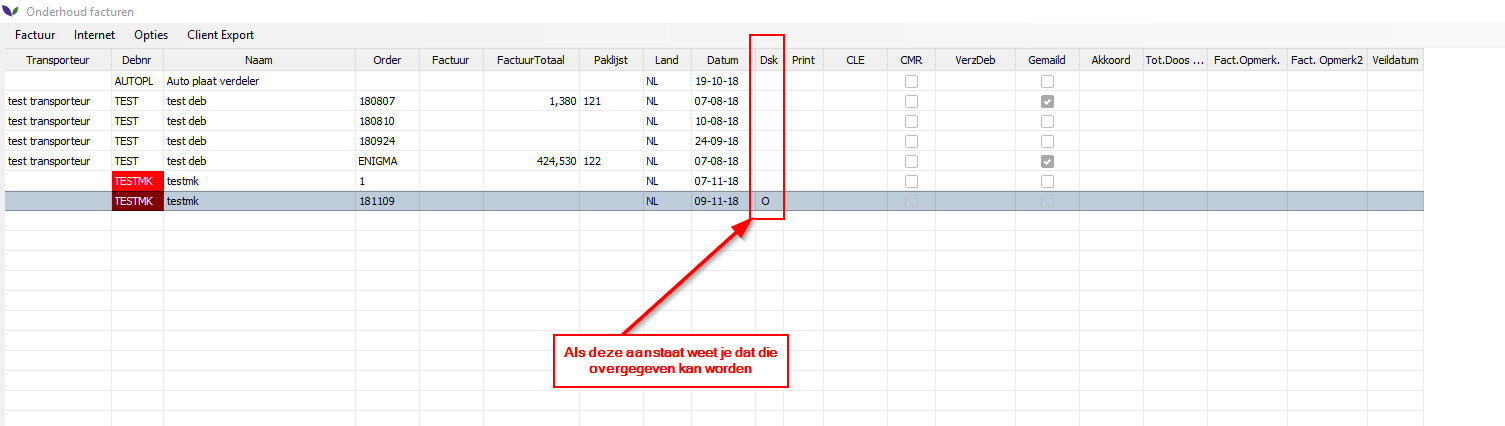 Onderhoud facturen
Factuur Internet Opties Client Export
Transporteur Debnr Naam Order Factuur FactuurTotaal Paklijst Land Datum Dsk Print CLE CMR VerzDeb Gemaild Akkoord Tot.Doos ... Fact.Opmerk. Fact. Opmerk2 Veildatum
AUTOPL Auto plaat verdeler NL 19-10-18
test transporteur TEST test deb 180807 1,380 121 NL 07-08-18
test transporteur TEST test deb 180810 NL 10-08-18
test transporteur TEST test deb 180924 NL 24-09-18
test transporteur TEST test deb ENIGMA 424,530 122 NL 07-08-18
TESTMK testmk 1 NL 07-11-18
TESTMK testmk 181109 NL 09-11-18 O
Als deze aanstaat weet je dat die
overgegeven kan worden